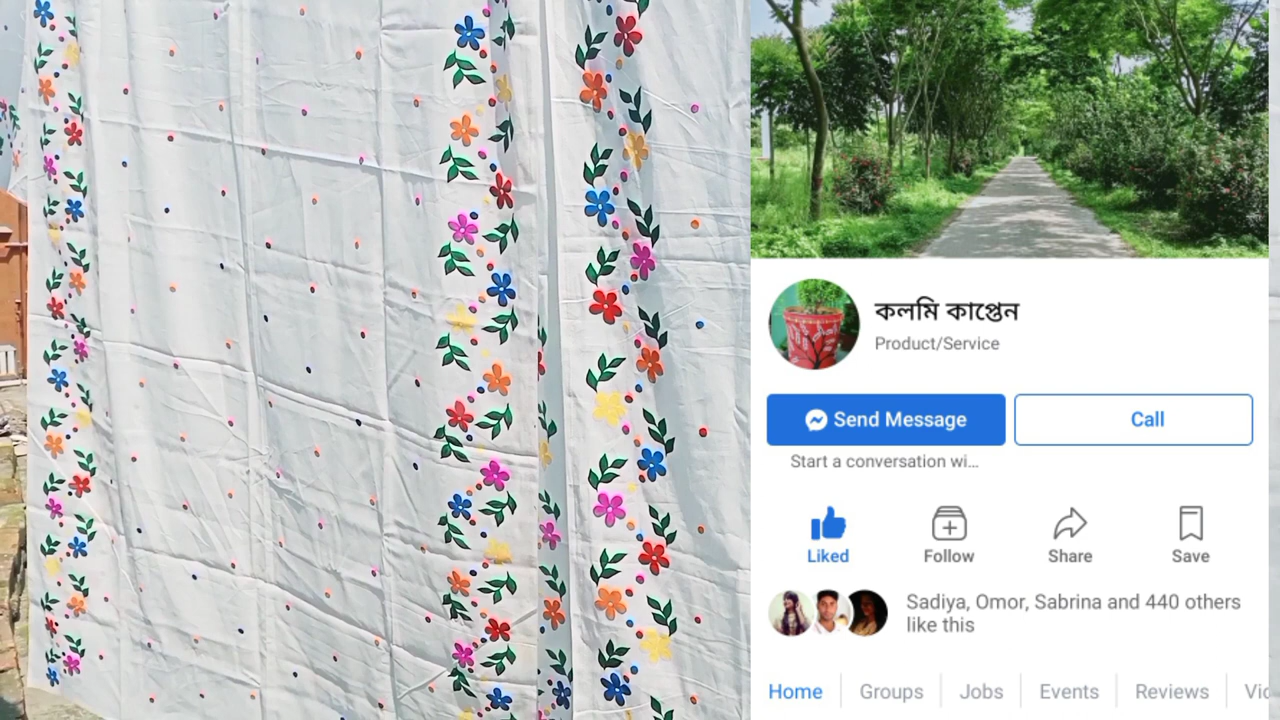 কলমি কাপ্তেন
Product/Service
Send Message
Call
Start a conversation wi...
Liked
Follow
Share
Save
Sadiya, Omor, Sabrina and 440 others
like this
Home
Groups
Jobs
Events
Reviews
Vid